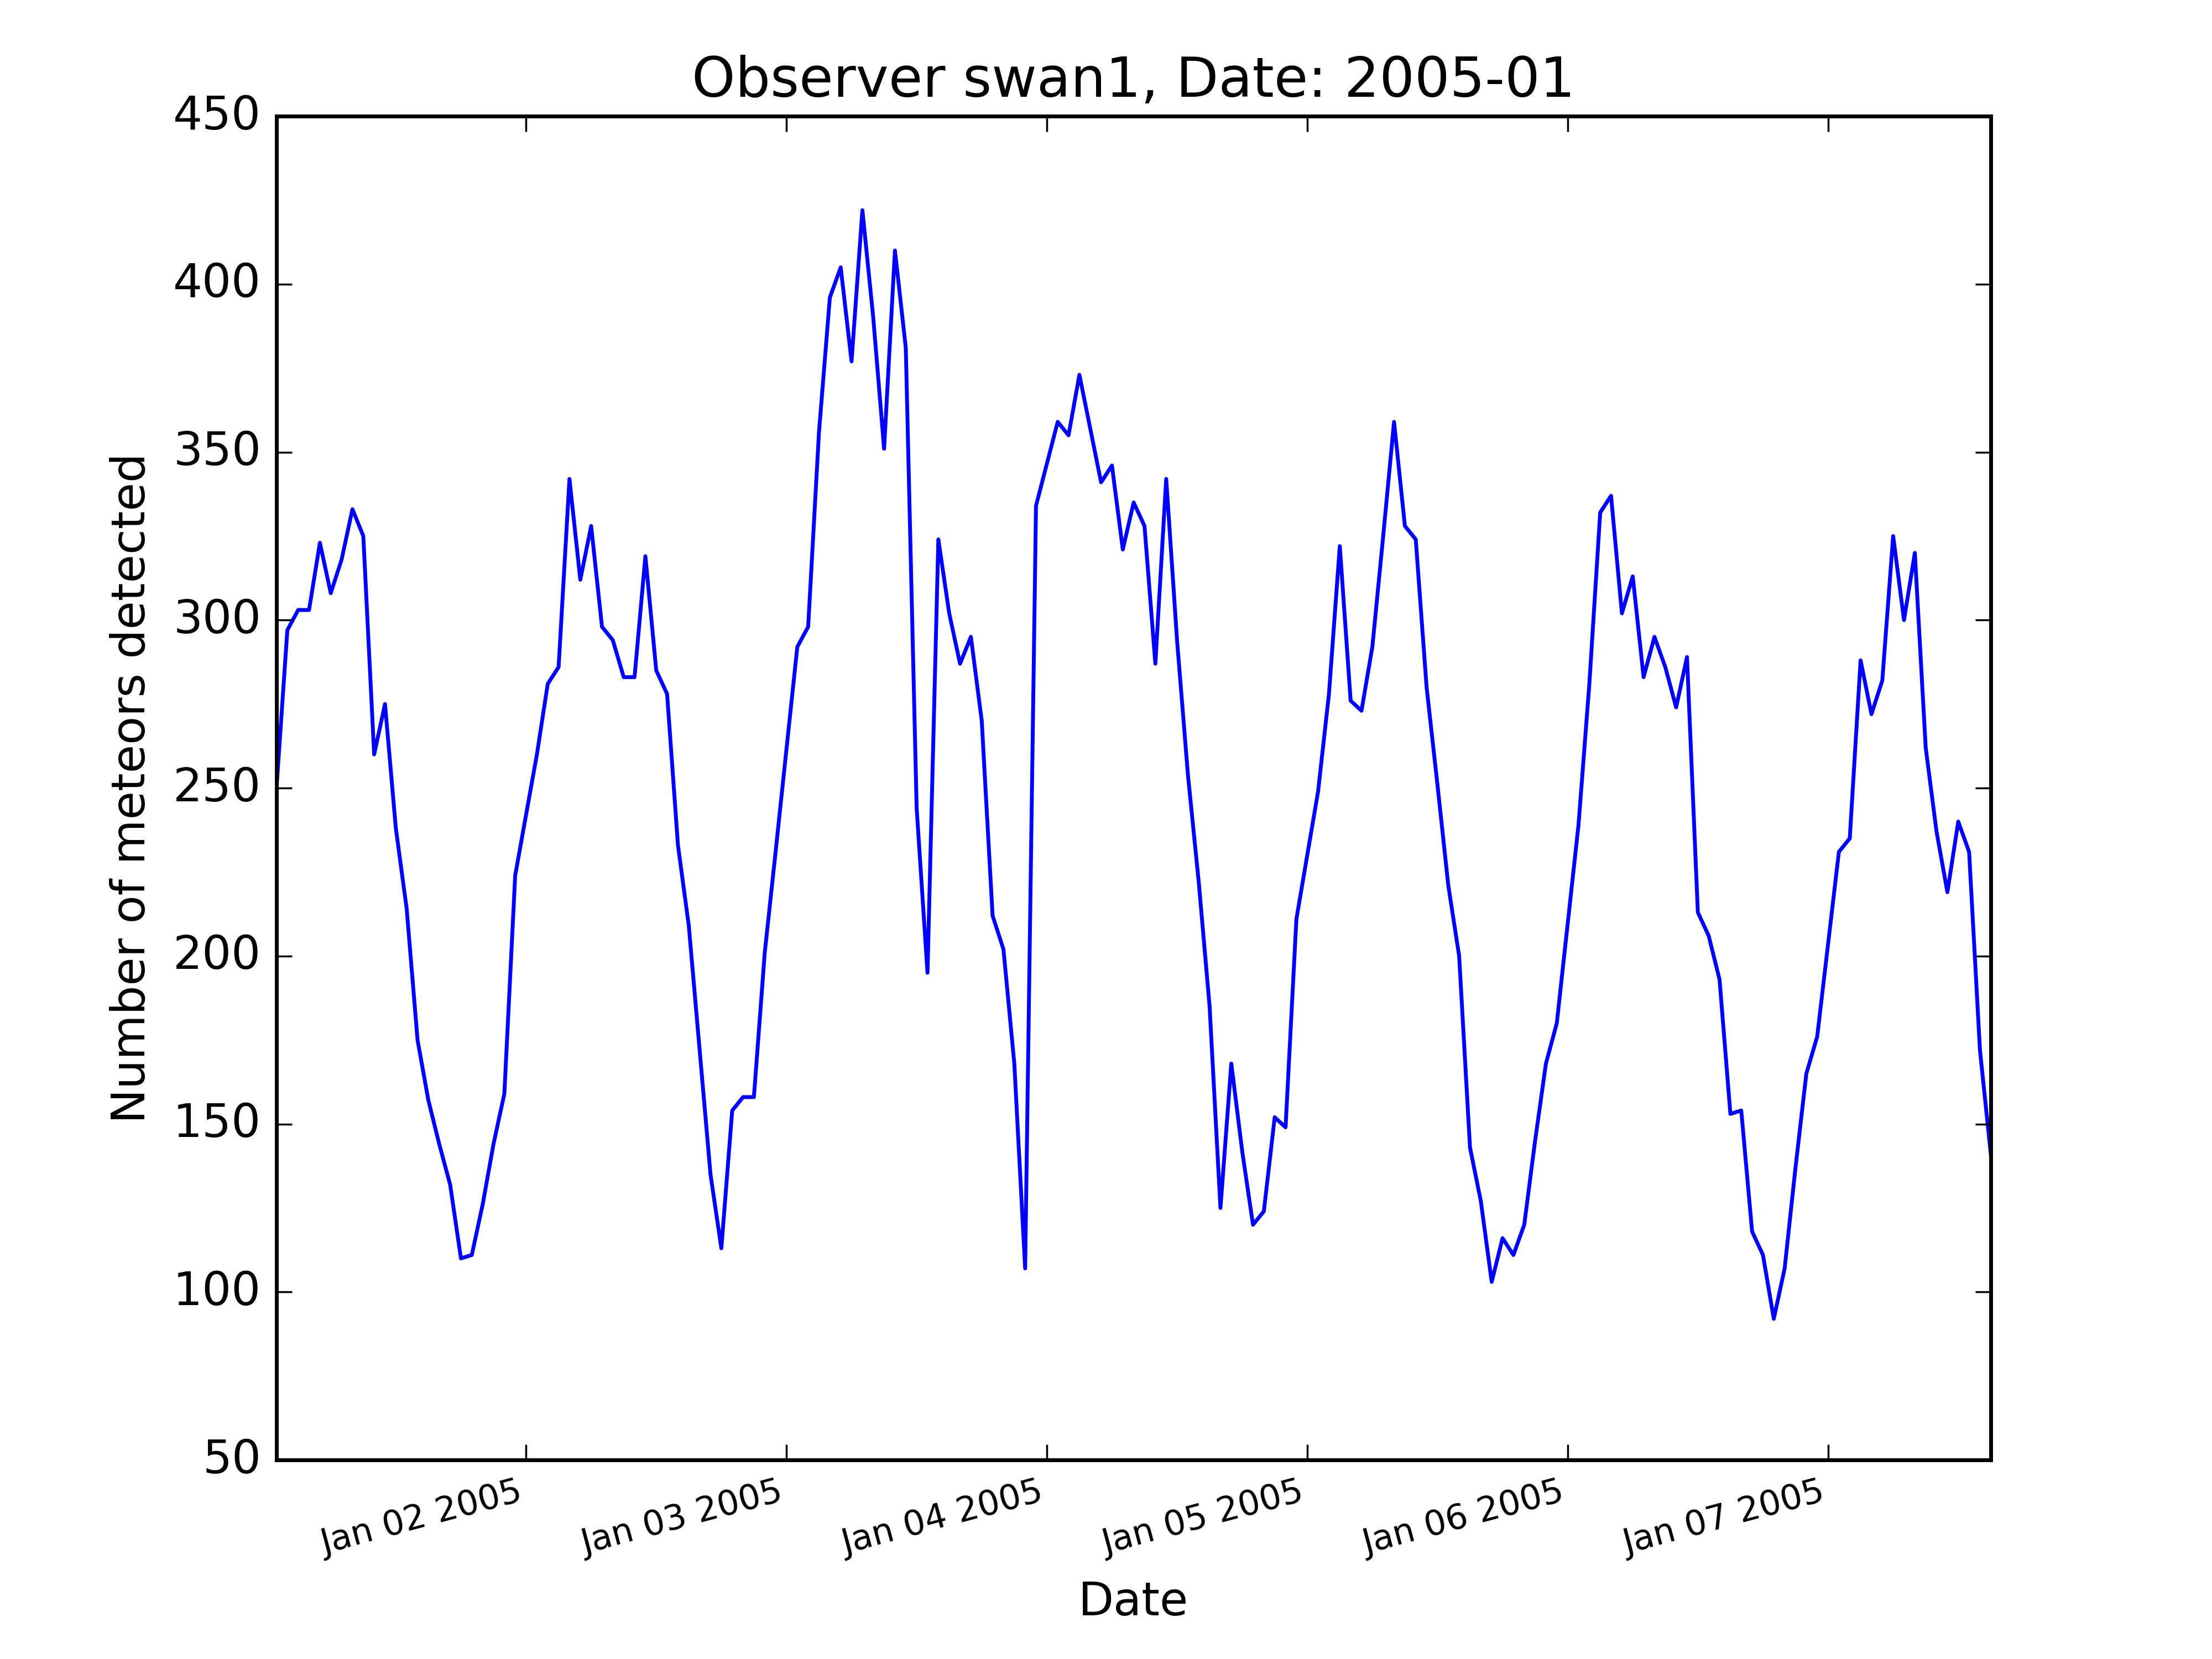 Observer swan1, Date: 2005-01
Number of meteors detected
450
400
350
300
250
200
150
100
50
Jan 02 2005
Jan 03 2005
Jan 04 2005
Jan 05 2005
Jan 06 2005
Jan 07 2005
Date